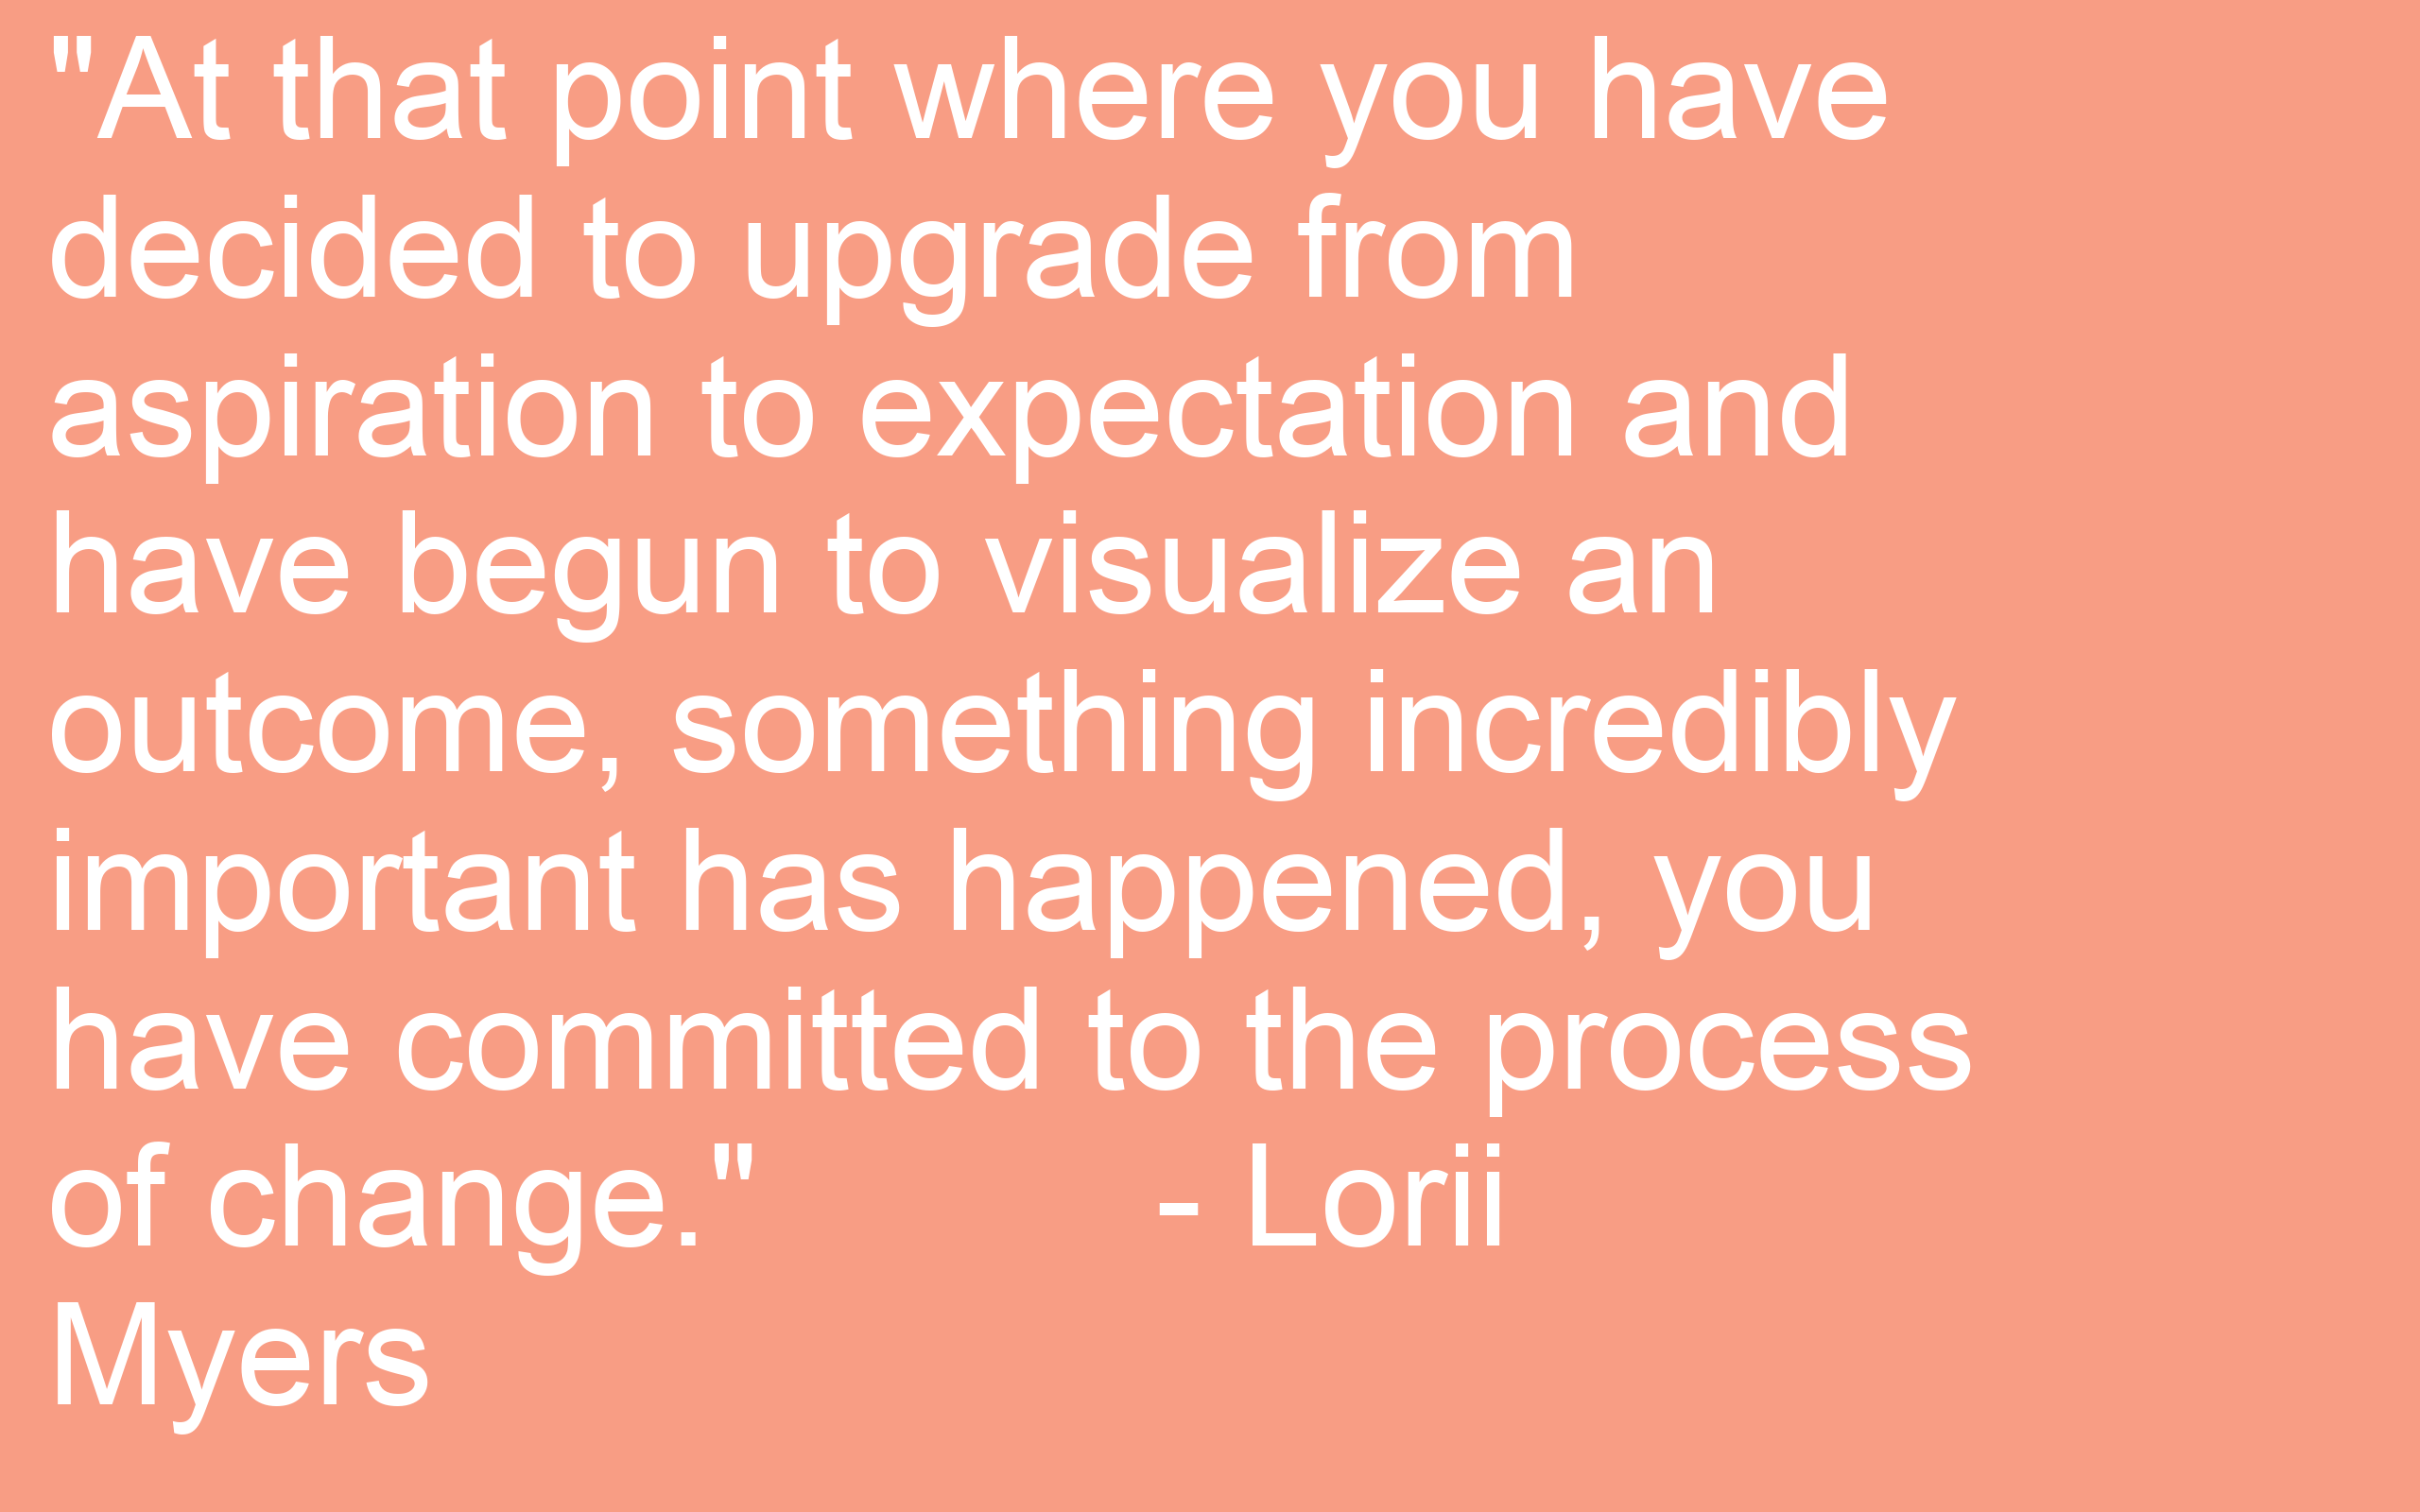 "At that point where you have
decided to upgrade from
aspiration to expectation and
have begun to visualize an
outcome, something incredibly
important has happened, you
have committed to the process
of change." - Lorii
Myers